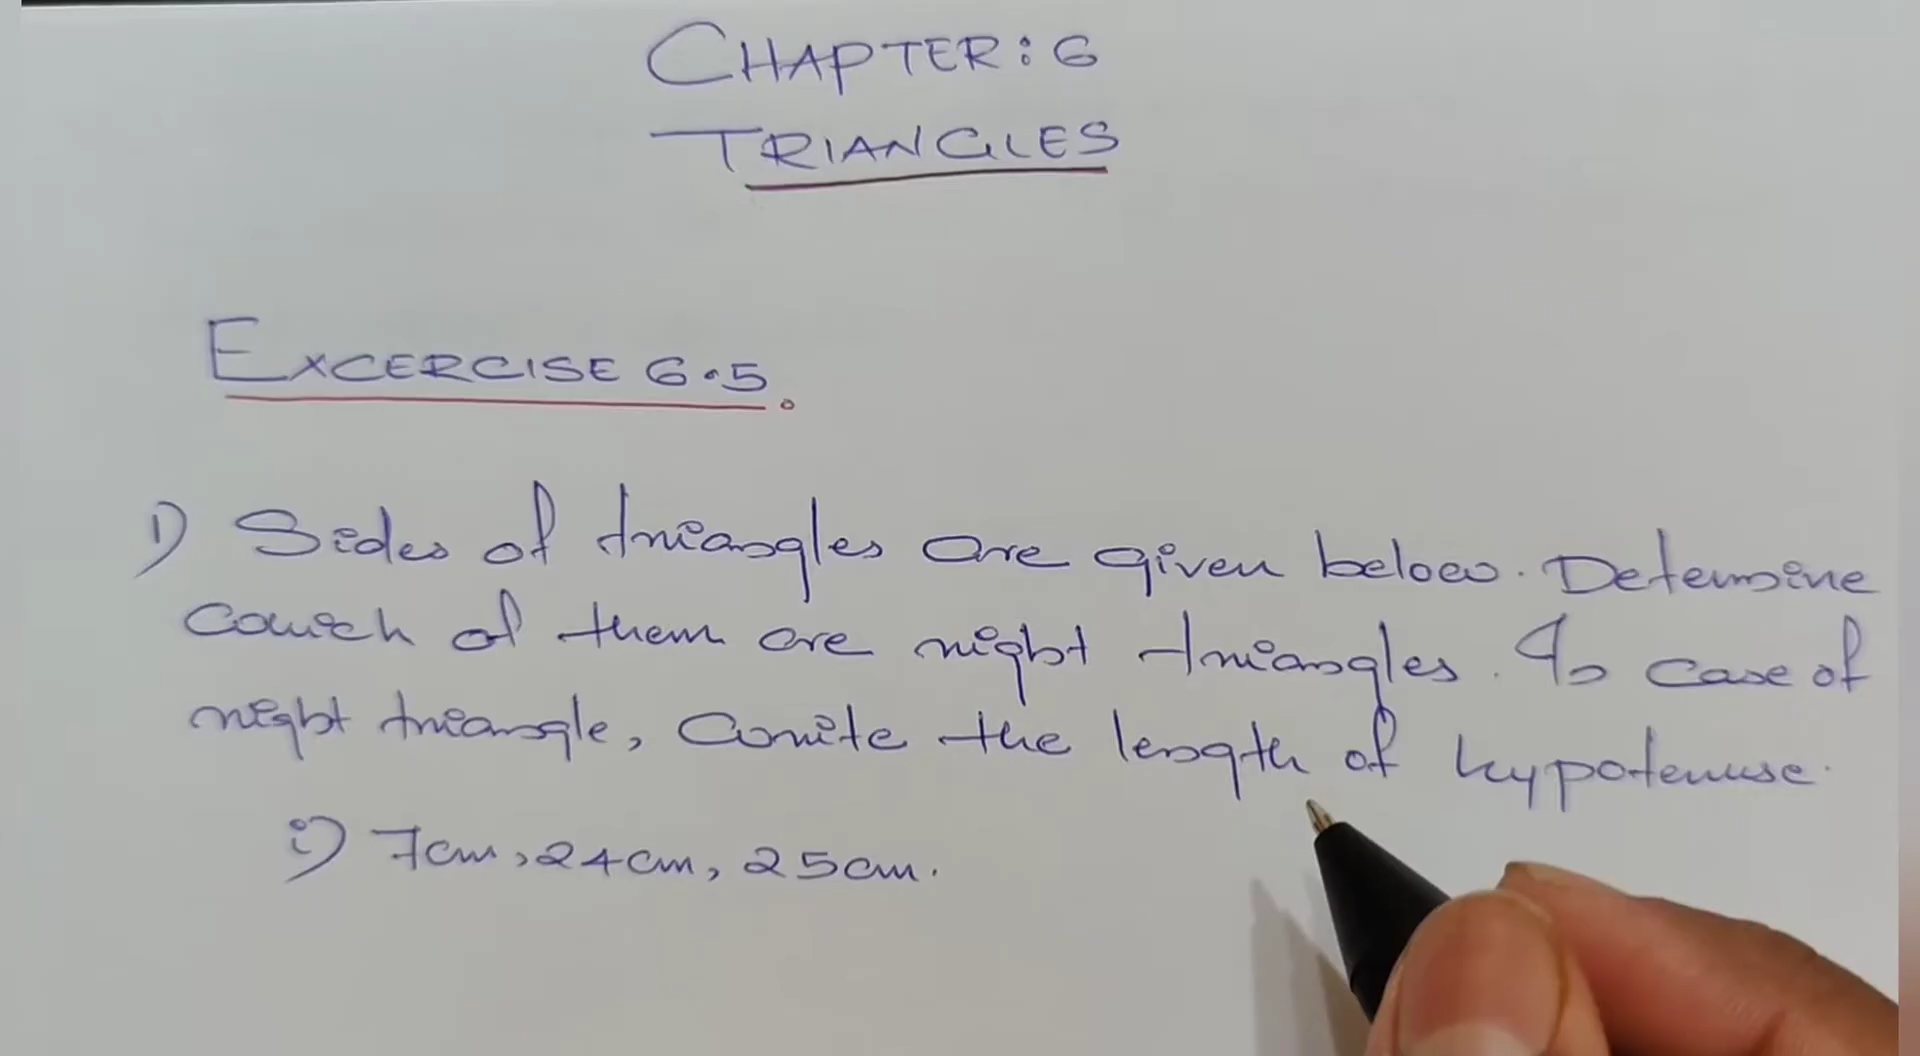 CHAPTER: 6
TRIANGLES
EXCERCISE 6.5.
1) Sides of triangles are given below. Determine
which of them are right triangles. In case of
right triangle, write the length of hypotenuse.
i) 7cm, 24cm, 25cm.